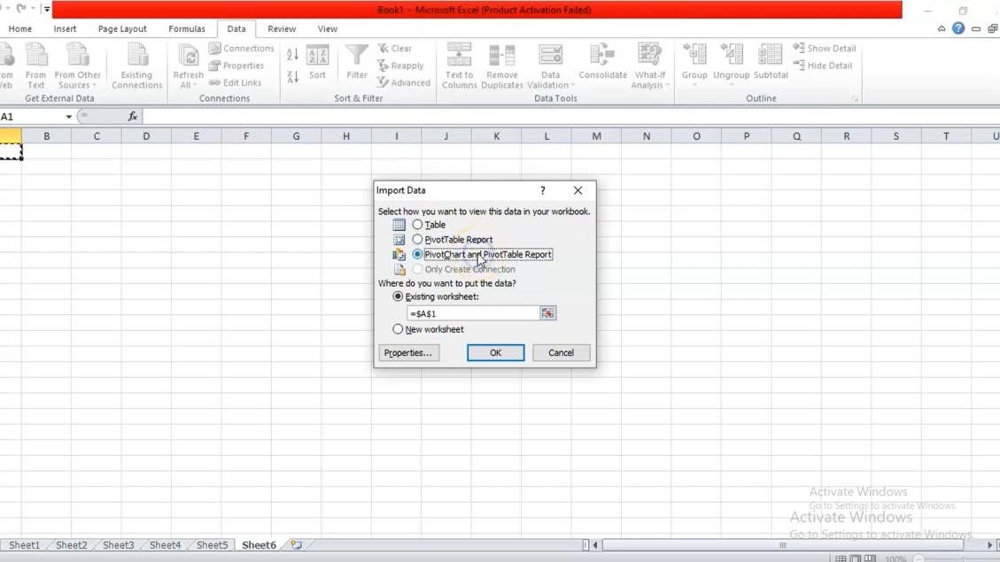 Book1 - Microsoft Excel (Product Activation Failed)
Home Insert Page Layout Formulas Data Review View
From Text
From Other Sources
Existing Connections
Refresh All
Connections
Properties
Edit Links
Sort
Filter
Clear
Reapply
Advanced
Text to Columns
Remove Duplicates
Data Validation
Consolidate
What-If Analysis
Group
Ungroup
Subtotal
Show Detail
Hide Detail
Get External Data Connections Sort & Filter Data Tools Outline
A1 fx
B C D E F G H I J K L M N O P Q R S T U
Import Data ?
Select how you want to view this data in your workbook.
Table
PivotTable Report
PivotChart and PivotTable Report
Only Create Connection
Where do you want to put the data?
Existing worksheet:
=$A$1
New worksheet
Properties... OK Cancel
Activate Windows
Go to Settings to activate Windows.
Activate Windows
Go to Settings to activate Windows.
Sheet1 Sheet2 Sheet3 Sheet4 Sheet5 Sheet6
100%